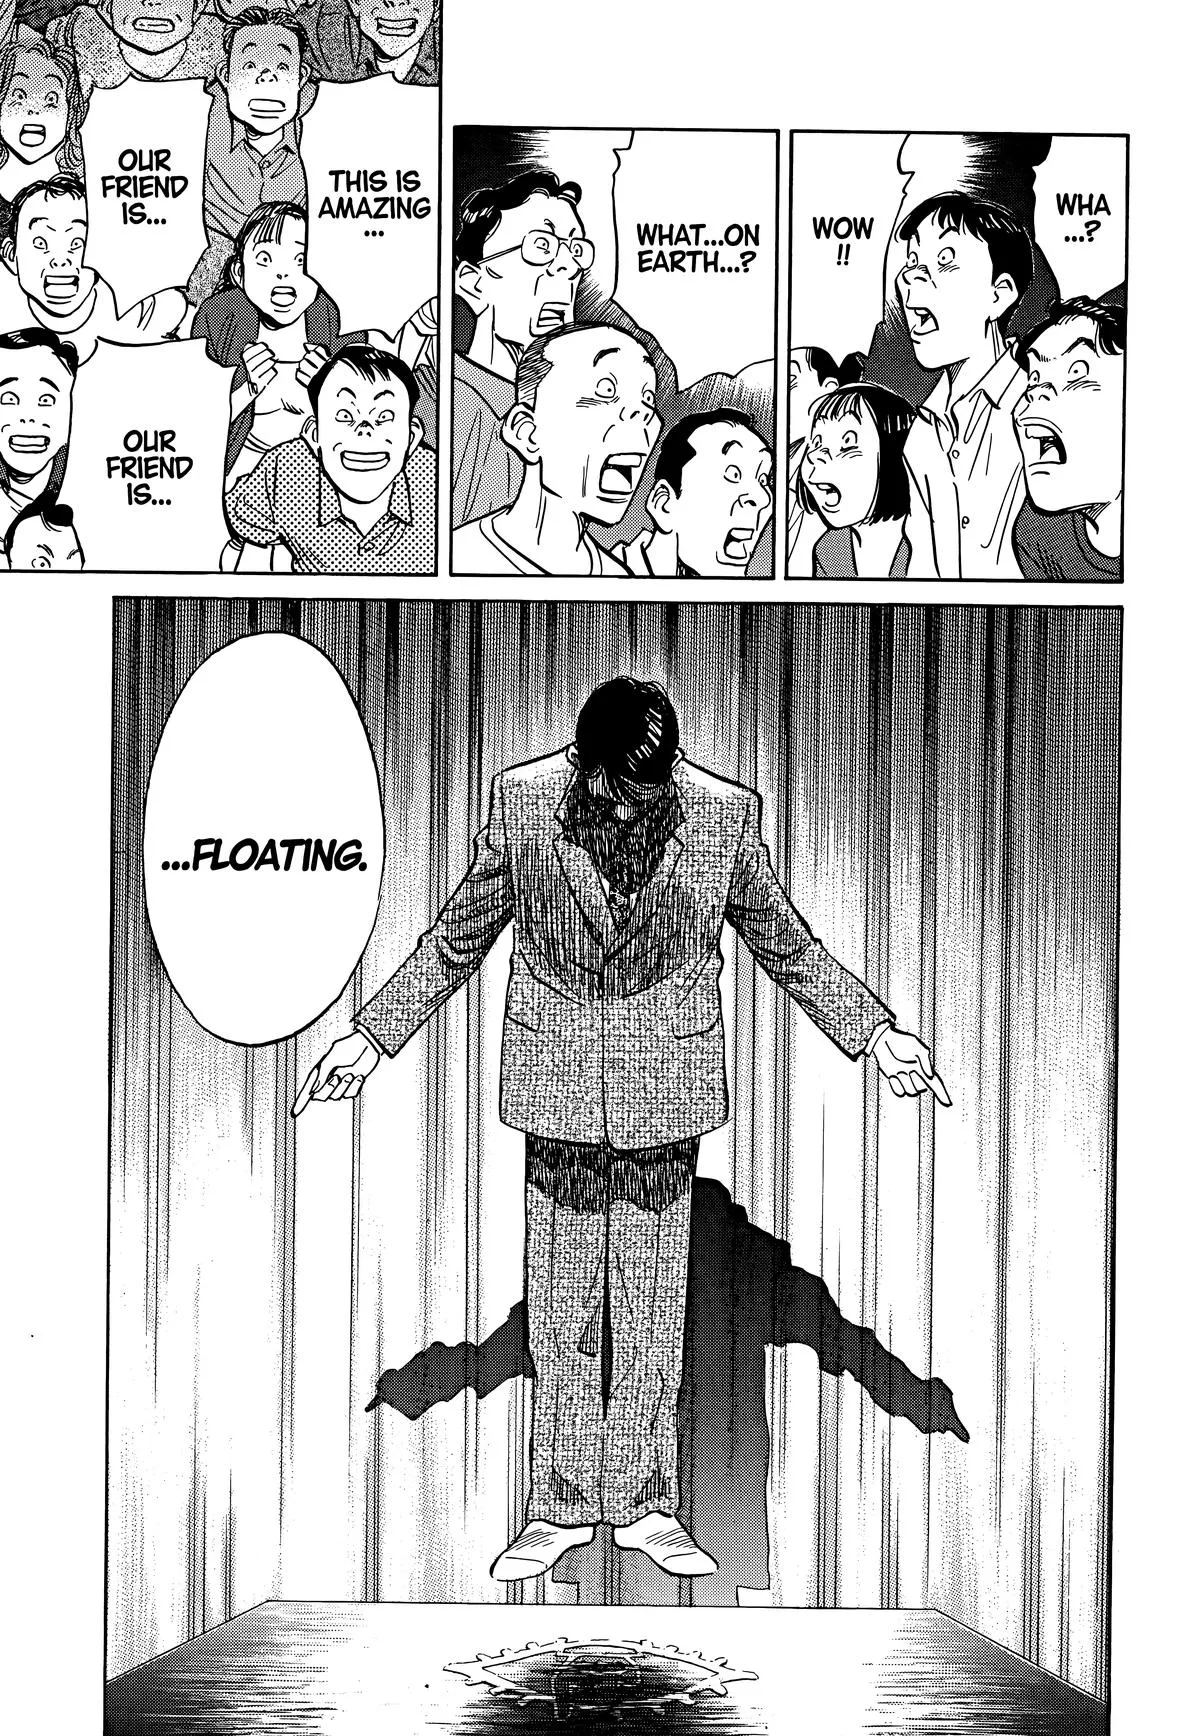 WHA
...?
WOW
!!
WHAT...ON
EARTH...?
THIS IS
AMAZING
...
OUR
FRIEND
IS...
OUR
FRIEND
IS...
...FLOATING.